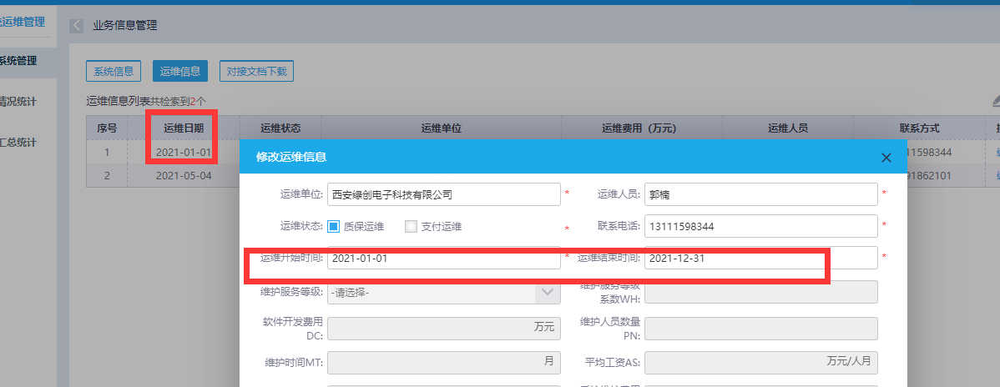 统运维管理
业务信息管理
系统管理
情况统计
汇总统计
系统信息 运维信息 对接文档下载
运维信息列表共检索到2个
序号 运维日期 运维状态 运维单位 运维费用（万元） 运维人员 联系方式
1 2021-01-01 11598344
2 2021-05-04 91862101
修改运维信息
运维单位: 西安绿创电子科技有限公司 * 运维人员: 郭楠 *
运维状态: 质保运维 支付运维 * 联系电话: 13111598344 *
运维开始时间: 2021-01-01 * 运维结束时间: 2021-12-31 *
维护服务等级: -请选择- 维护服务等级
系数WH:
软件开发费用 万元 维护人员数量
DC: PN:
维护时间MT: 月 平均工资AS: 万元/人月